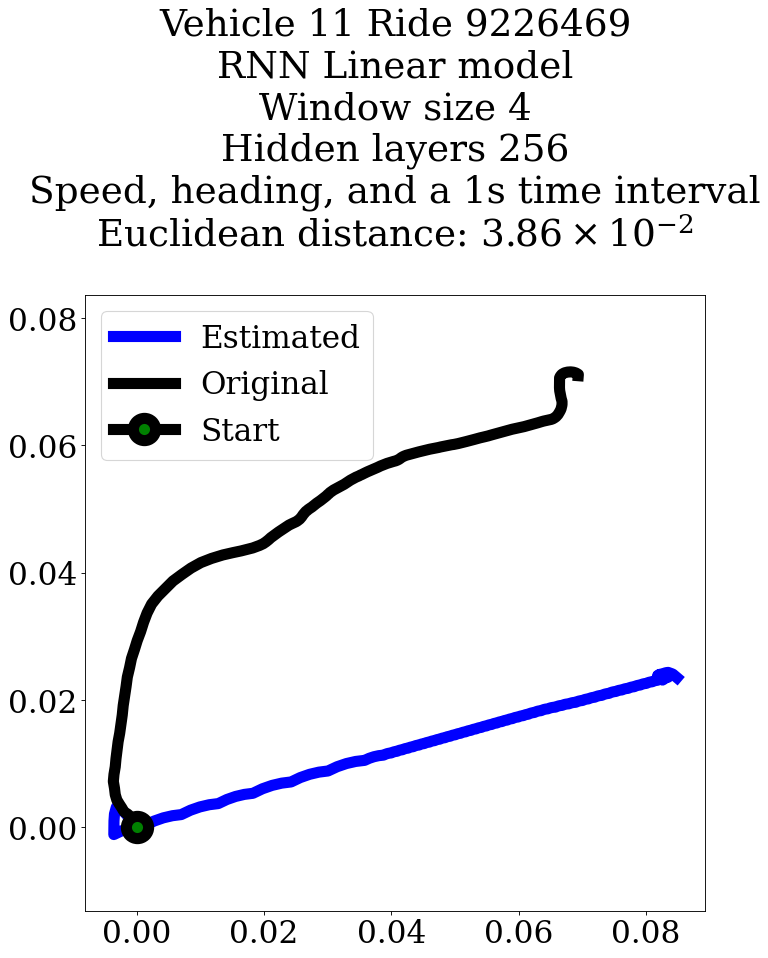 Vehicle 11 Ride 9226469
RNN Linear model
Window size 4
Hidden layers 256
Speed, heading, and a 1s time interval
Euclidean distance: 3.86 × 10⁻²
0.08
0.06
0.04
0.02
0.00
Estimated
Original
Start
0.00 0.02 0.04 0.06 0.08